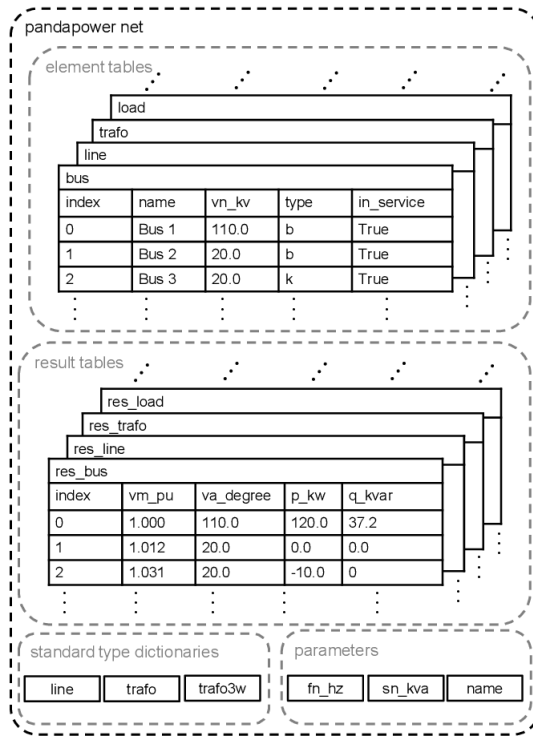 pandapower net
element tables
load
trafo
line
bus
index name vn_kv type in_service
0 Bus 1 110.0 b True
1 Bus 2 20.0 b True
2 Bus 3 20.0 k True
result tables
res_load
res_trafo
res_line
res_bus
index vm_pu va_degree p_kw q_kvar
0 1.000 110.0 120.0 37.2
1 1.012 20.0 0.0 0.0
2 1.031 20.0 -10.0 0
standard type dictionaries
line trafo trafo3w
parameters
fn_hz sn_kva name